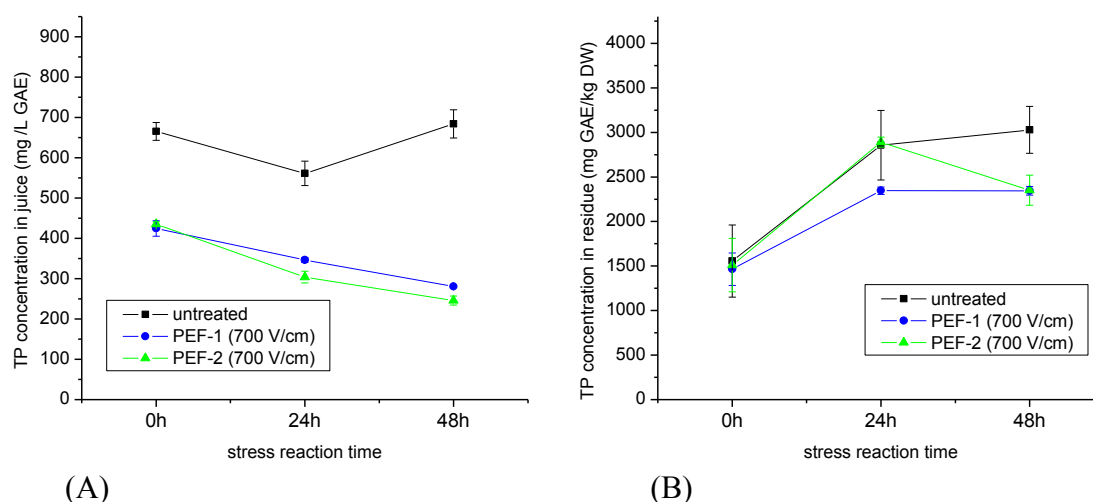 TP concentration in juice (mg /L GAE)
900
800
700
600
500
400
300
200
100
0
untreated
PEF-1 (700 V/cm)
PEF-2 (700 V/cm)
0h
24h
48h
stress reaction time
(A)
TP concentration in residue (mg GAE/kg DW)
4000
3500
3000
2500
2000
1500
1000
500
0
untreated
PEF-1 (700 V/cm)
PEF-2 (700 V/cm)
0h
24h
48h
stress reaction time
(B)